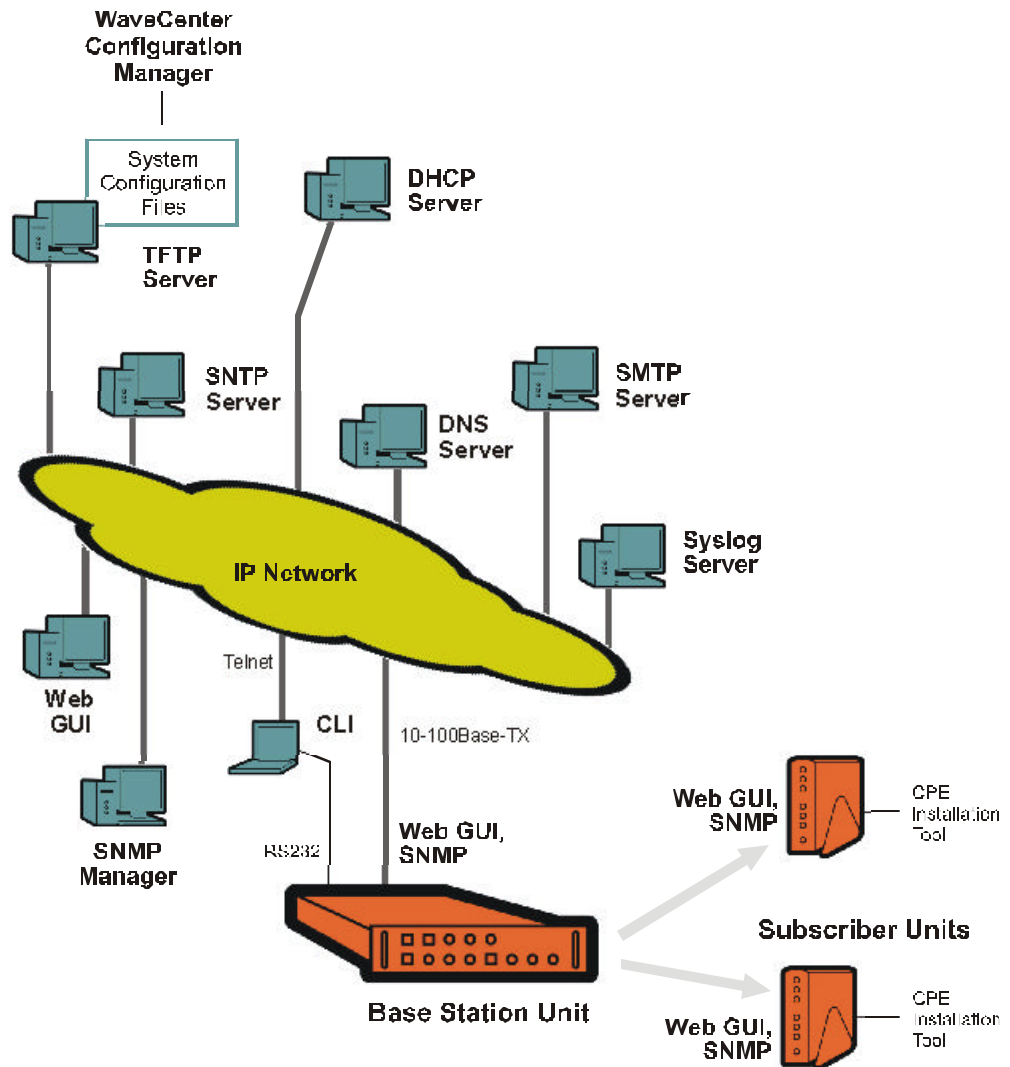 WaveCenter
Configuration
Manager
System
Configuration
Files
TFTP
Server
DHCP
Server
SNTP
Server
DNS
Server
SMTP
Server
Syslog
Server
IP Network
Web
GUI
SNMP
Manager
Telnet
CLI
RS232
10-100Base-TX
Web GUI,
SNMP
Base Station Unit
Web GUI,
SNMP
CPE
Installation
Tool
Subscriber Units
Web GUI,
SNMP
CPE
Installation
Tool